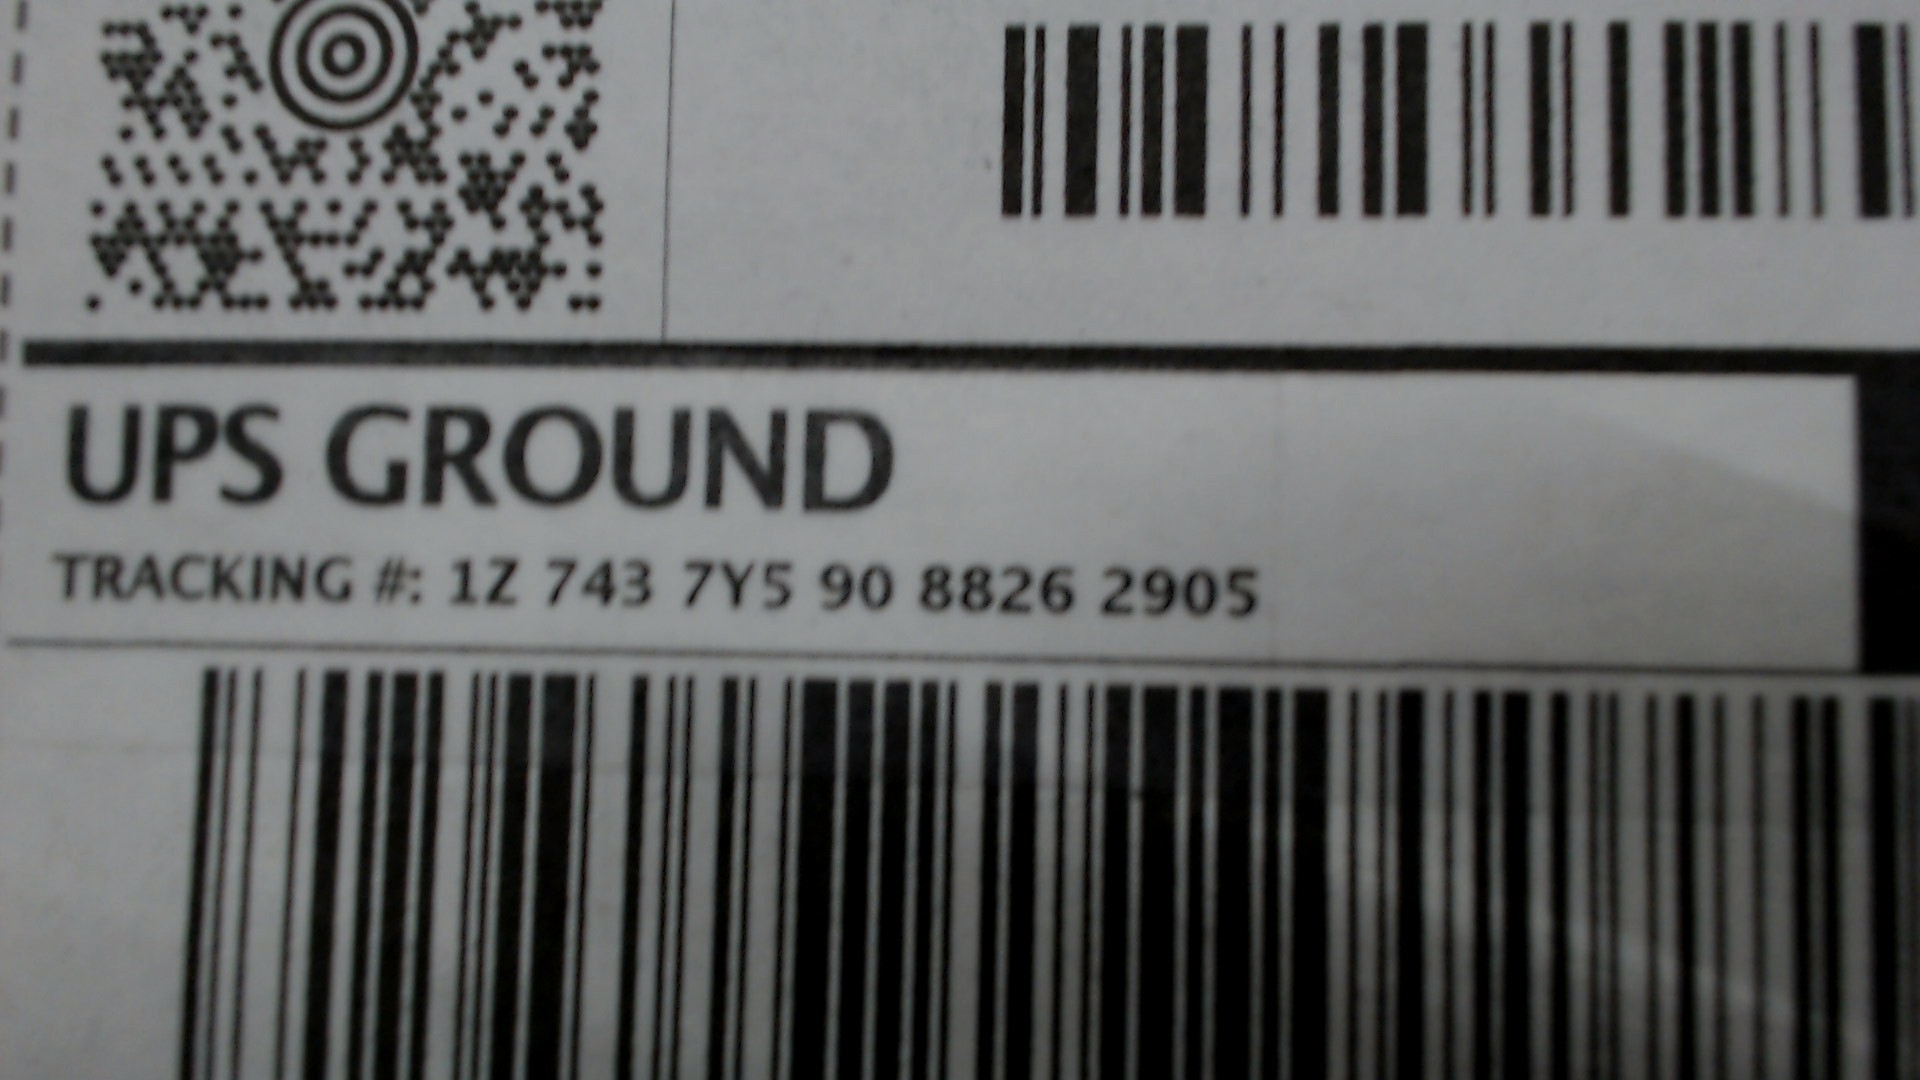 UPS GROUND
TRACKING #: 1Z 743 7Y5 90 8826 2905